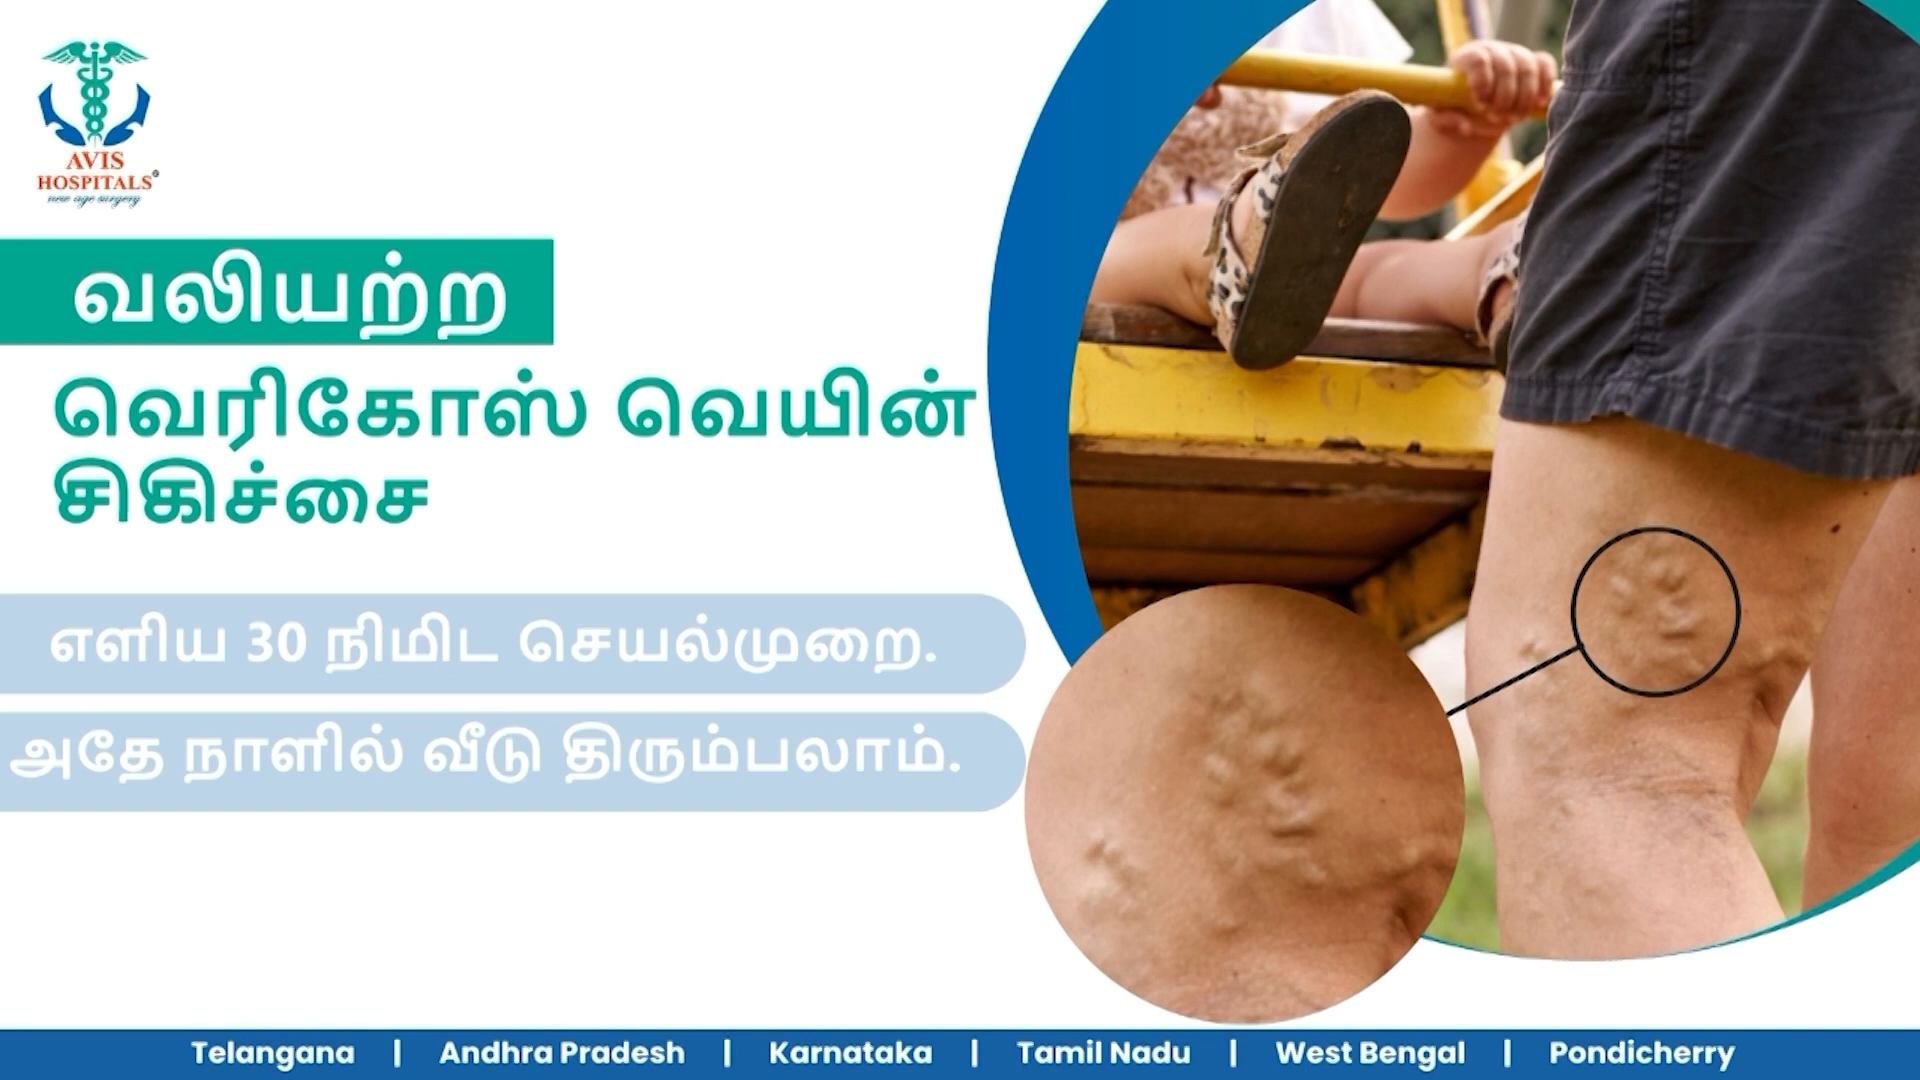 AVIS
HOSPITALS®
new age surgery
வலியற்ற
வெரிகோஸ் வெயின்
சிகிச்சை
எளிய 30 நிமிட செயல்முறை.
அதே நாளில் வீடு திரும்பலாம்.
Telangana | Andhra Pradesh | Karnataka | Tamil Nadu | West Bengal | Pondicherry